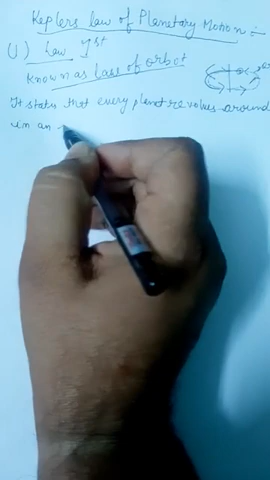 Keplers law of Planetary Motion :-
(1) Law 1st
Known as Law of orbet
It states that every planet revolves around
in an